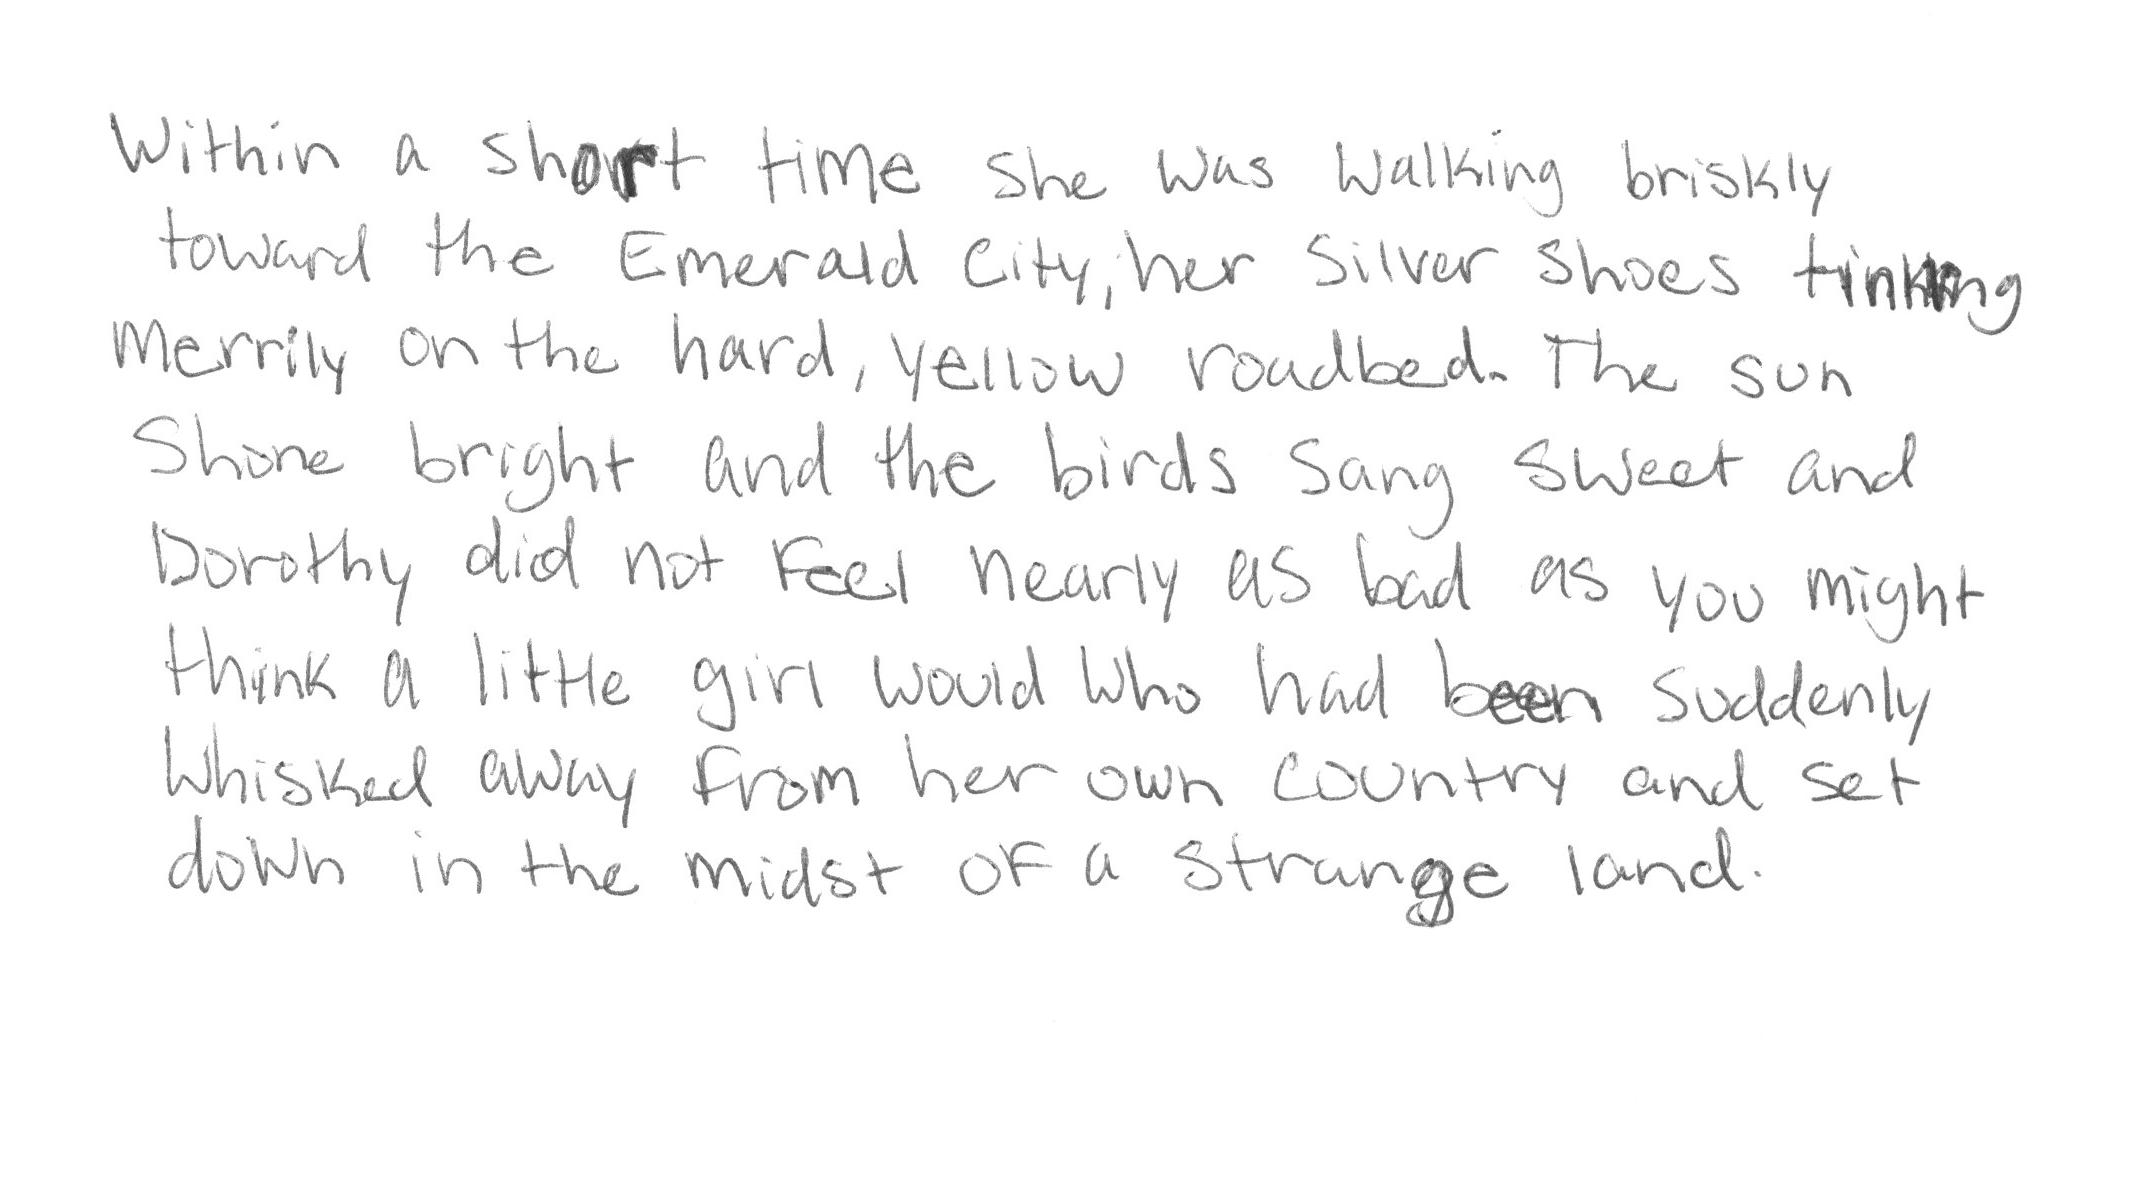 Within a short time she was walking briskly
toward the Emerald City, her Silver Shoes tinking
merrily on the hard, yellow roadbed. The sun
Shone bright and the birds sang sweet and
Dorothy did not feel nearly as bad as you might
think a little girl would who had been suddenly
whisked away from her own country and set
down in the midst of a strange land.